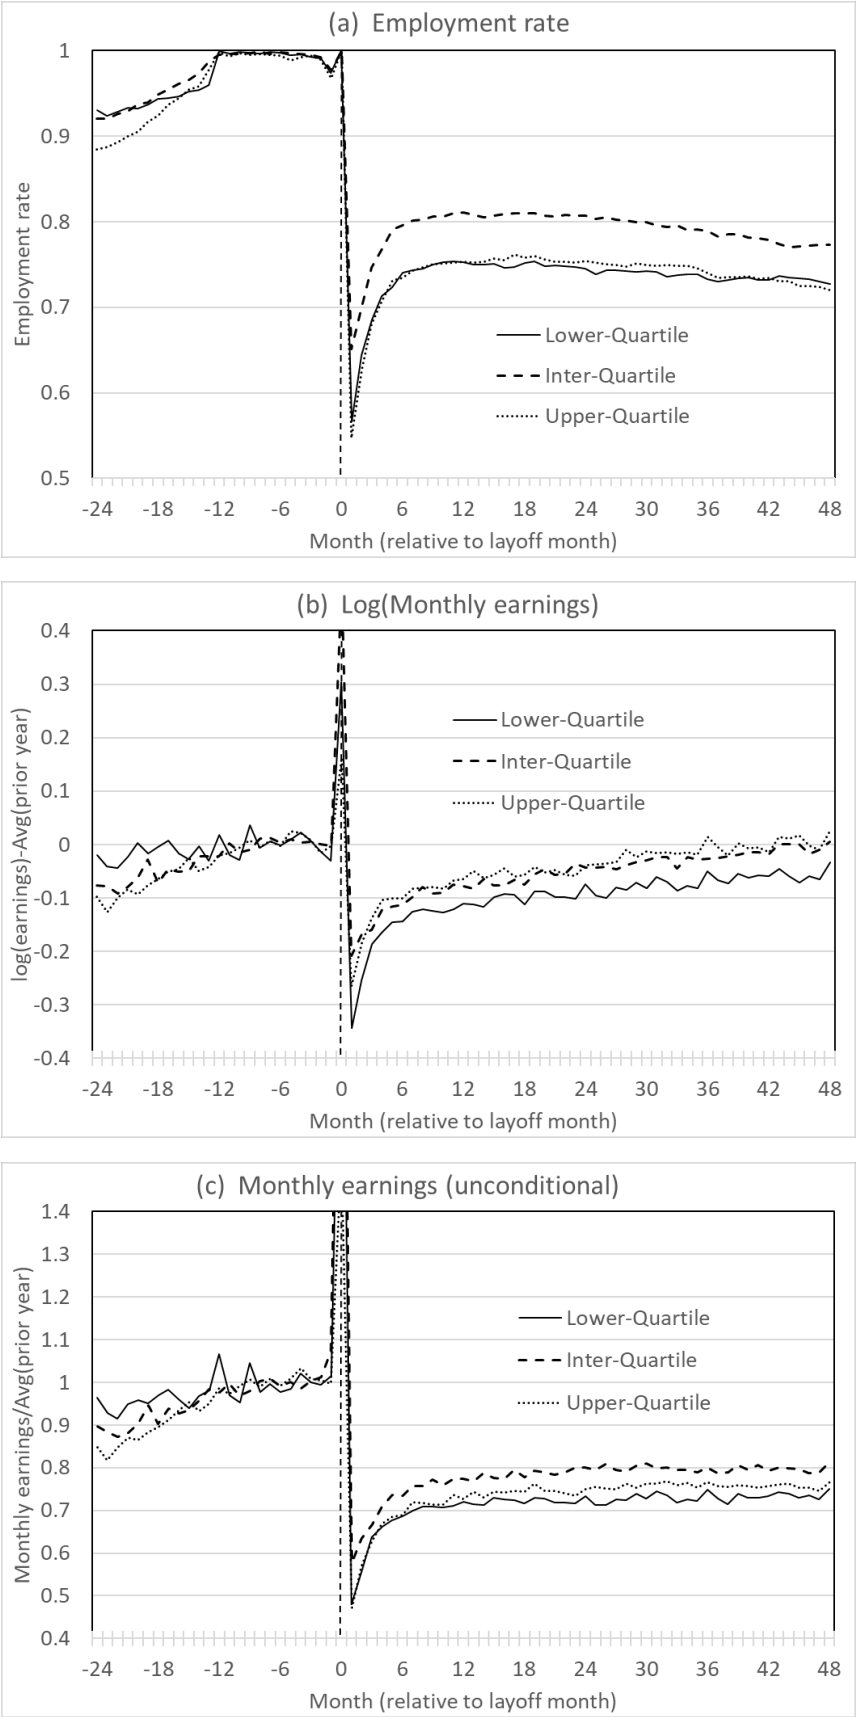 (a) Employment rate
1
0.9
0.8
0.7
0.6
0.5
Employment rate
Lower-Quartile
Inter-Quartile
Upper-Quartile
-24 -18 -12 -6 0 6 12 18 24 30 36 42 48
Month (relative to layoff month)
(b) Log(Monthly earnings)
0.4
0.3
0.2
0.1
0
-0.1
-0.2
-0.3
-0.4
log(earnings)-Avg(prior year)
Lower-Quartile
Inter-Quartile
Upper-Quartile
-24 -18 -12 -6 0 6 12 18 24 30 36 42 48
Month (relative to layoff month)
(c) Monthly earnings (unconditional)
1.4
1.3
1.2
1.1
1
0.9
0.8
0.7
0.6
0.5
0.4
Monthly earnings/Avg(prior year)
Lower-Quartile
Inter-Quartile
Upper-Quartile
-24 -18 -12 -6 0 6 12 18 24 30 36 42 48
Month (relative to layoff month)